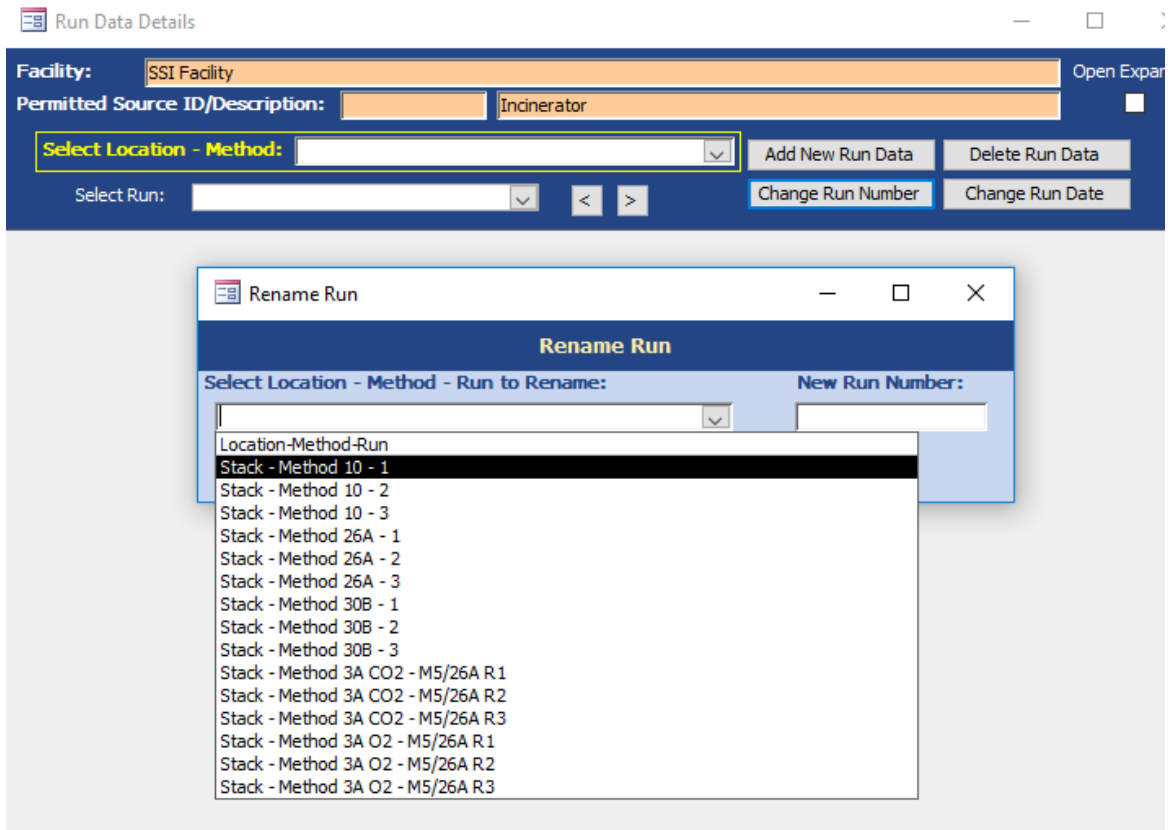 Run Data Details
Facility: SSI Facility Open Expan
Permitted Source ID/Description: Incinerator
Select Location - Method: Add New Run Data Delete Run Data
Select Run: < > Change Run Number Change Run Date
Rename Run
Rename Run
Select Location - Method - Run to Rename: New Run Number:
Location-Method-Run
Stack - Method 10 - 1
Stack - Method 10 - 2
Stack - Method 10 - 3
Stack - Method 26A - 1
Stack - Method 26A - 2
Stack - Method 26A - 3
Stack - Method 30B - 1
Stack - Method 30B - 2
Stack - Method 30B - 3
Stack - Method 3A CO2 - M5/26A R1
Stack - Method 3A CO2 - M5/26A R2
Stack - Method 3A CO2 - M5/26A R3
Stack - Method 3A O2 - M5/26A R1
Stack - Method 3A O2 - M5/26A R2
Stack - Method 3A O2 - M5/26A R3